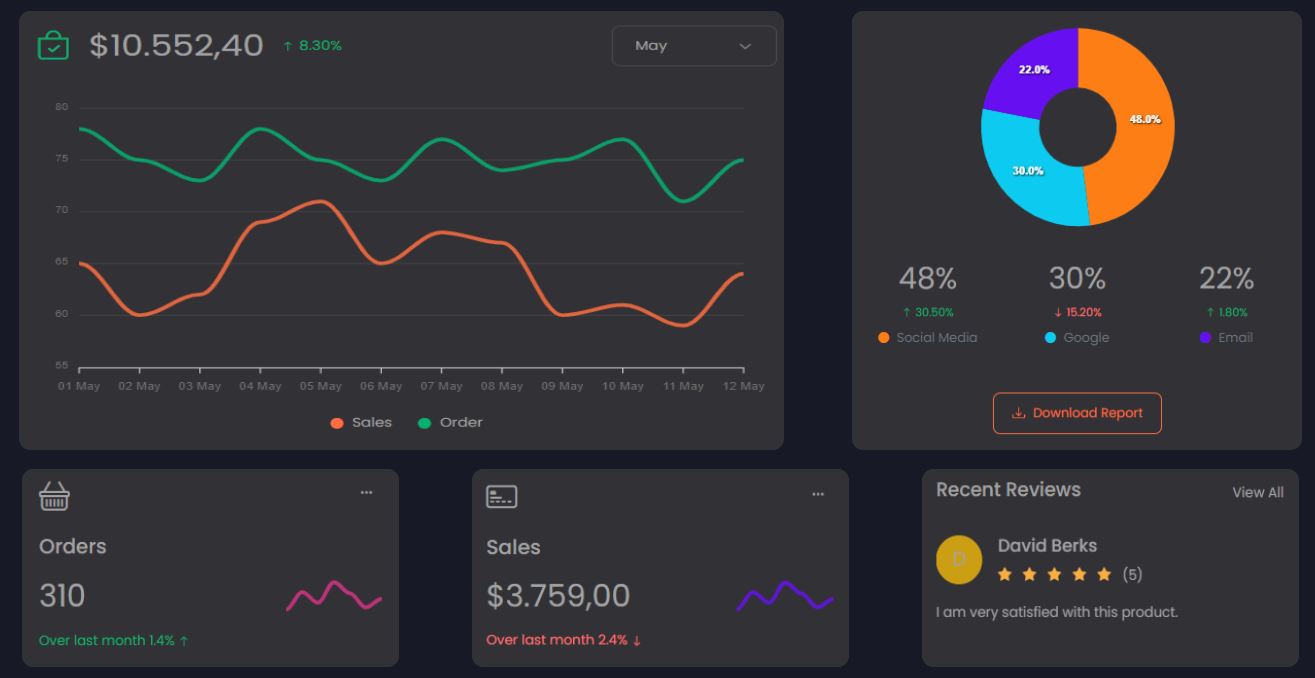 $10.552,40 ↑ 8.30%
May
80
75
70
65
60
55
01 May 02 May 03 May 04 May 05 May 06 May 07 May 08 May 09 May 10 May 11 May 12 May
Sales Order
22.0%
48.0%
30.0%
48% 30% 22%
↑ 30.50% ↓ 15.20% ↑ 1.80%
Social Media Google Email
Download Report
...
Orders
310
Over last month 1.4% ↑
...
Sales
$3.759,00
Over last month 2.4% ↓
Recent Reviews View All
D
David Berks
(5)
I am very satisfied with this product.